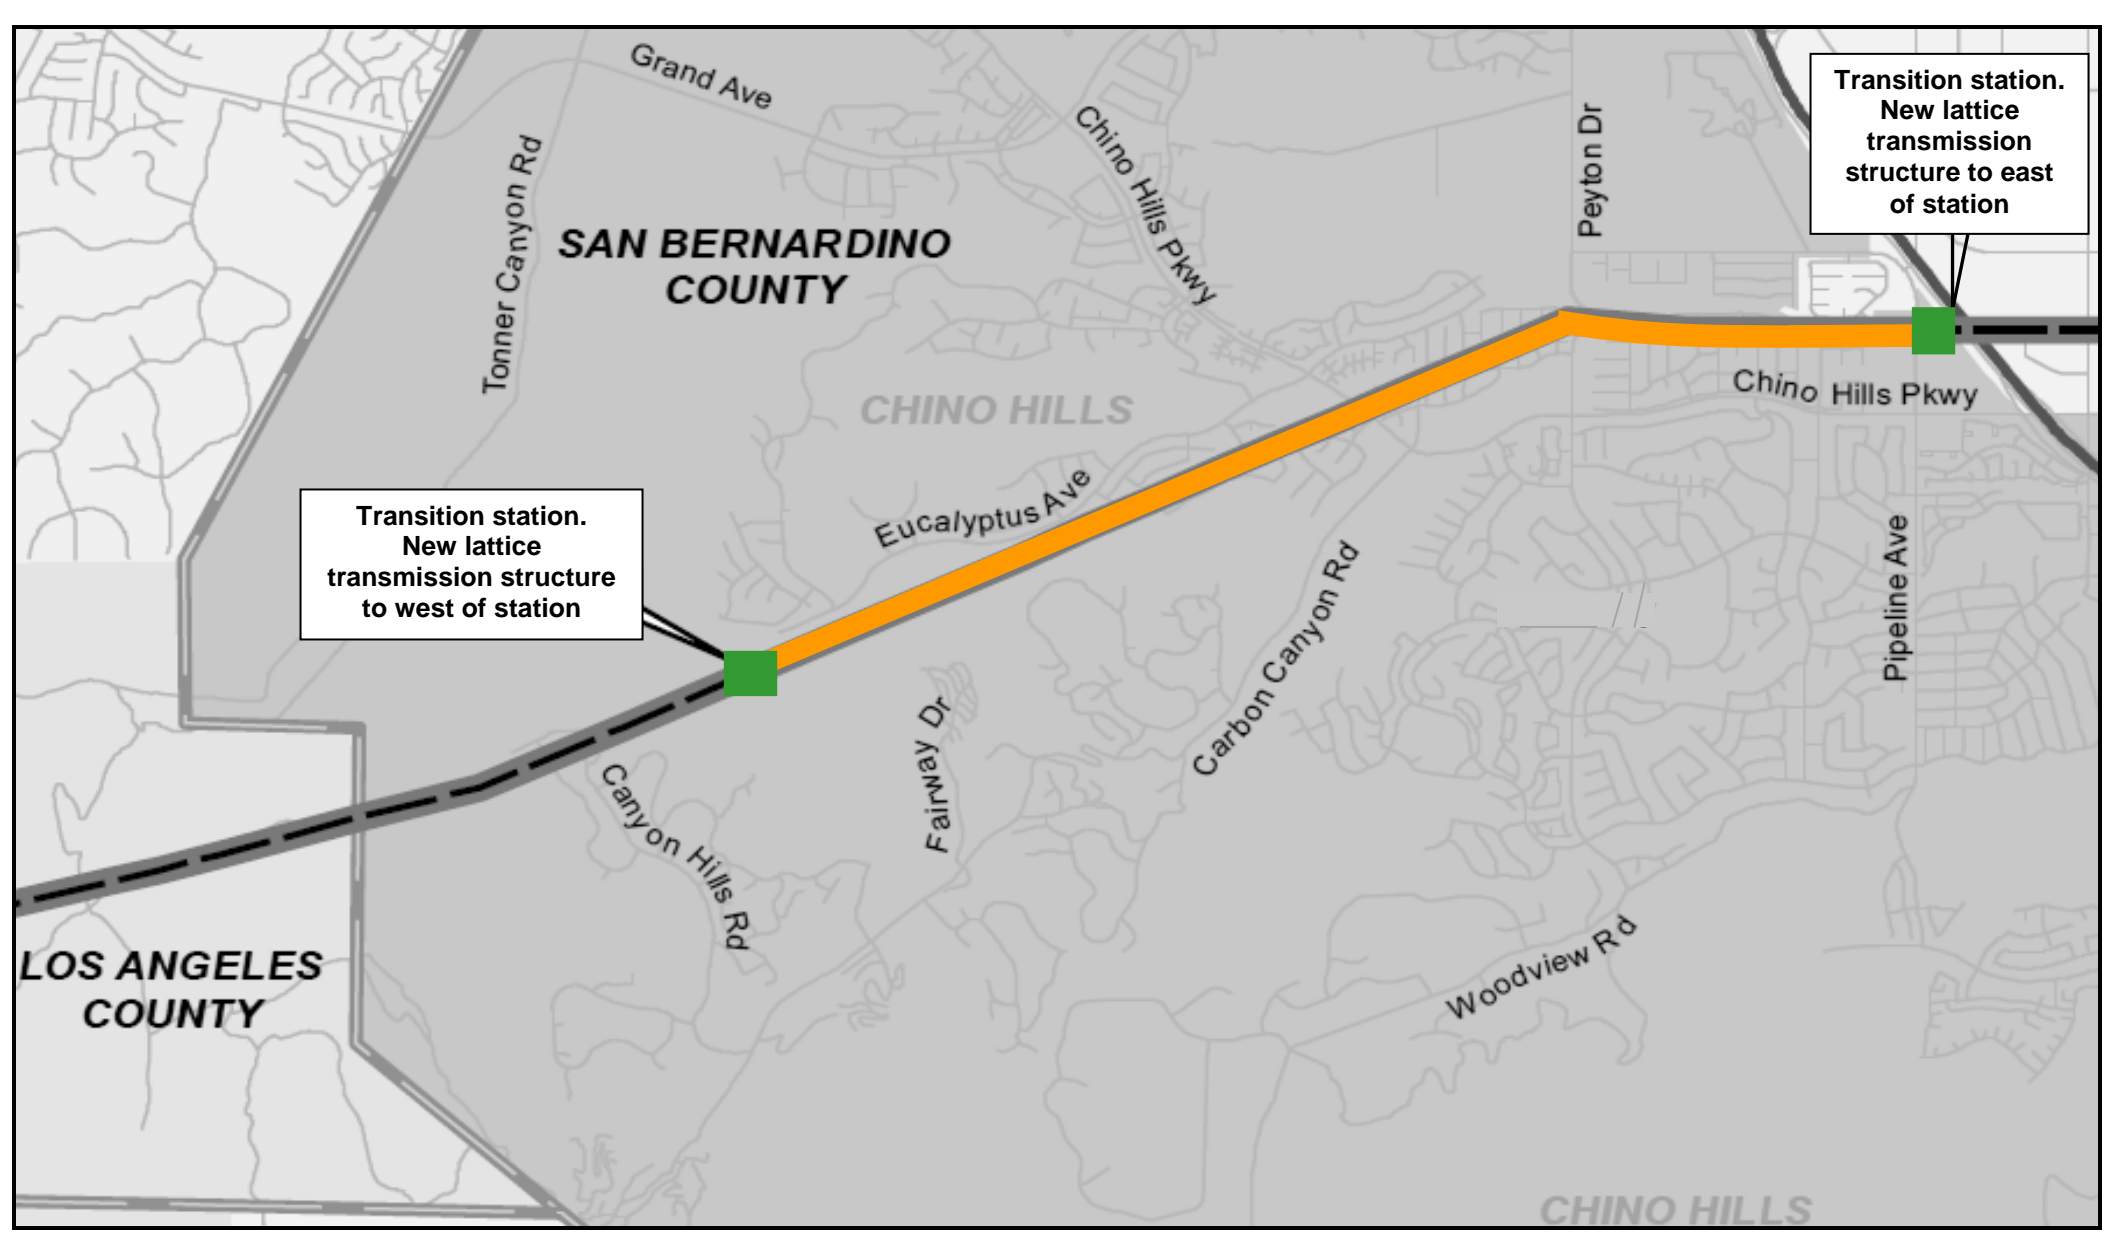 Grand Ave
Transition station.
New lattice
transmission
structure to east
of station
Chino Hills Pkwy
Peyton Dr
Tonner Canyon Rd
SAN BERNARDINO
COUNTY
Chino Hills Pkwy
CHINO HILLS
Eucalyptus Ave
Transition station.
New lattice
transmission structure
to west of station
Carbon Canyon Rd
Pipeline Ave
Fairway Dr
Canyon Hills Rd
Woodview Rd
LOS ANGELES
COUNTY
CHINO HILLS